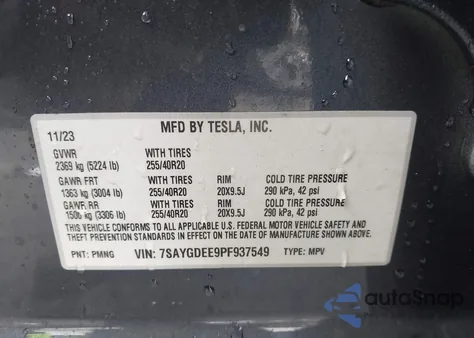 MFD BY TESLA, INC.
11/23
GVWR WITH TIRES
2369 kg (5224 lb) 255/40R20
GAWR FRT WITH TIRES RIM COLD TIRE PRESSURE
1363 kg (3004 lb) 255/40R20 20X9.5J 290 kPa, 42 psi
GAWR RR WITH TIRES RIM COLD TIRE PRESSURE
1500 kg (3306 lb) 255/40R20 20X9.5J 290 kPa, 42 psi
THIS VEHICLE CONFORMS TO ALL APPLICABLE U.S. FEDERAL MOTOR VEHICLE SAFETY AND
THEFT PREVENTION STANDARDS IN EFFECT ON THE DATE OF MANUFACTURE SHOWN ABOVE.
PNT: PMNG VIN: 7SAYGDEE9PF937549 TYPE: MPV
autoSnap